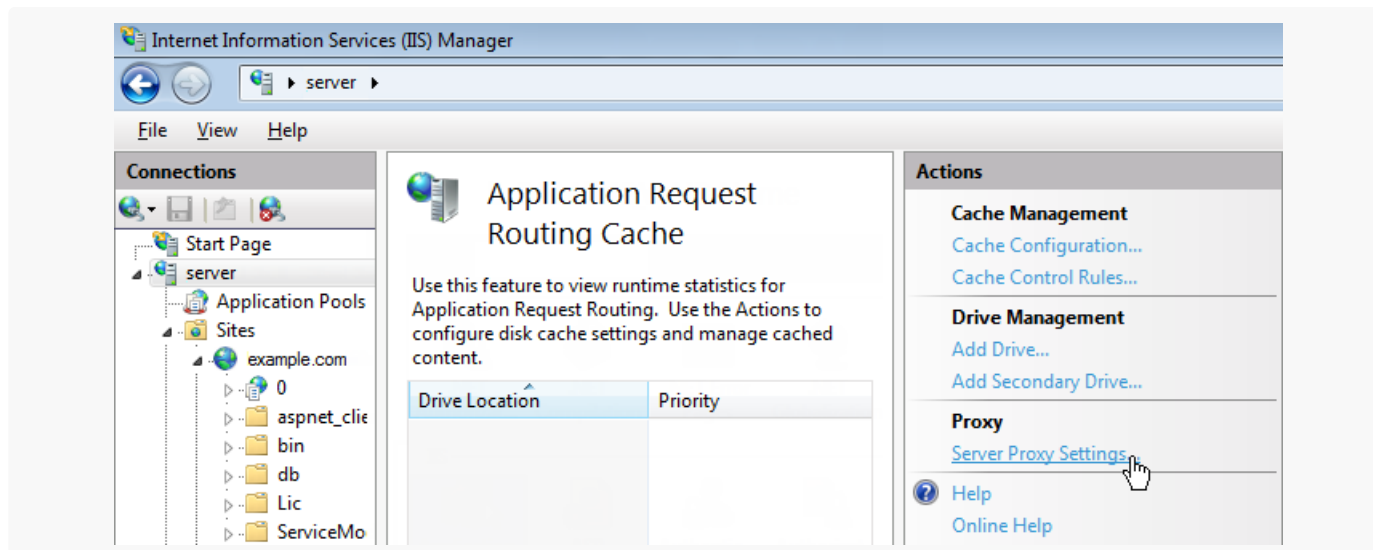 Internet Information Services (IIS) Manager
server
File View Help
Connections
Start Page
server
Application Pools
Sites
example.com
0
aspnet_clie
bin
db
Lic
ServiceMo
Application Request
Routing Cache
Use this feature to view runtime statistics for
Application Request Routing. Use the Actions to
configure disk cache settings and manage cached
content.
Drive Location Priority
Actions
Cache Management
Cache Configuration...
Cache Control Rules...
Drive Management
Add Drive...
Add Secondary Drive...
Proxy
Server Proxy Settings...
Help
Online Help